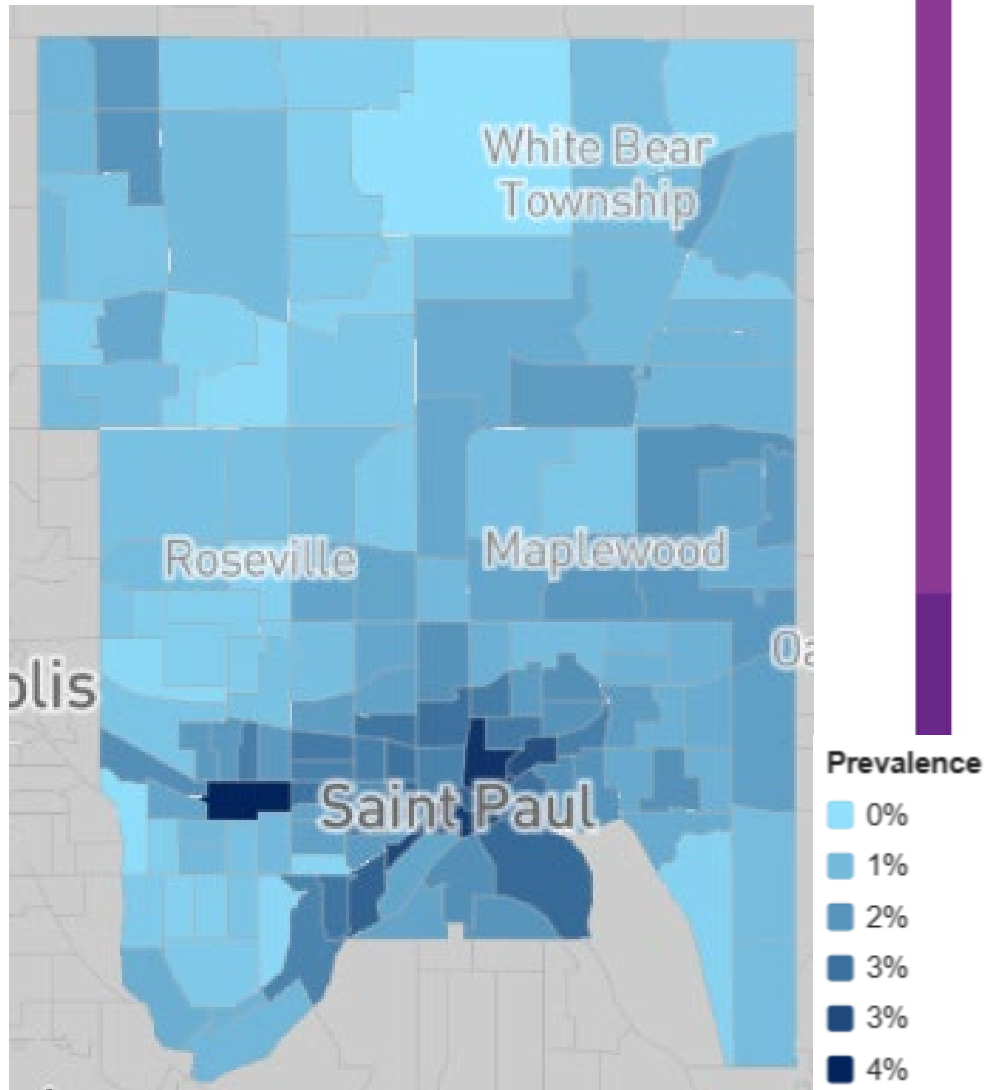 White Bear
Township
Roseville
Maplewood
Oa
olis
Saint Paul
Prevalence
0%
1%
2%
3%
3%
4%